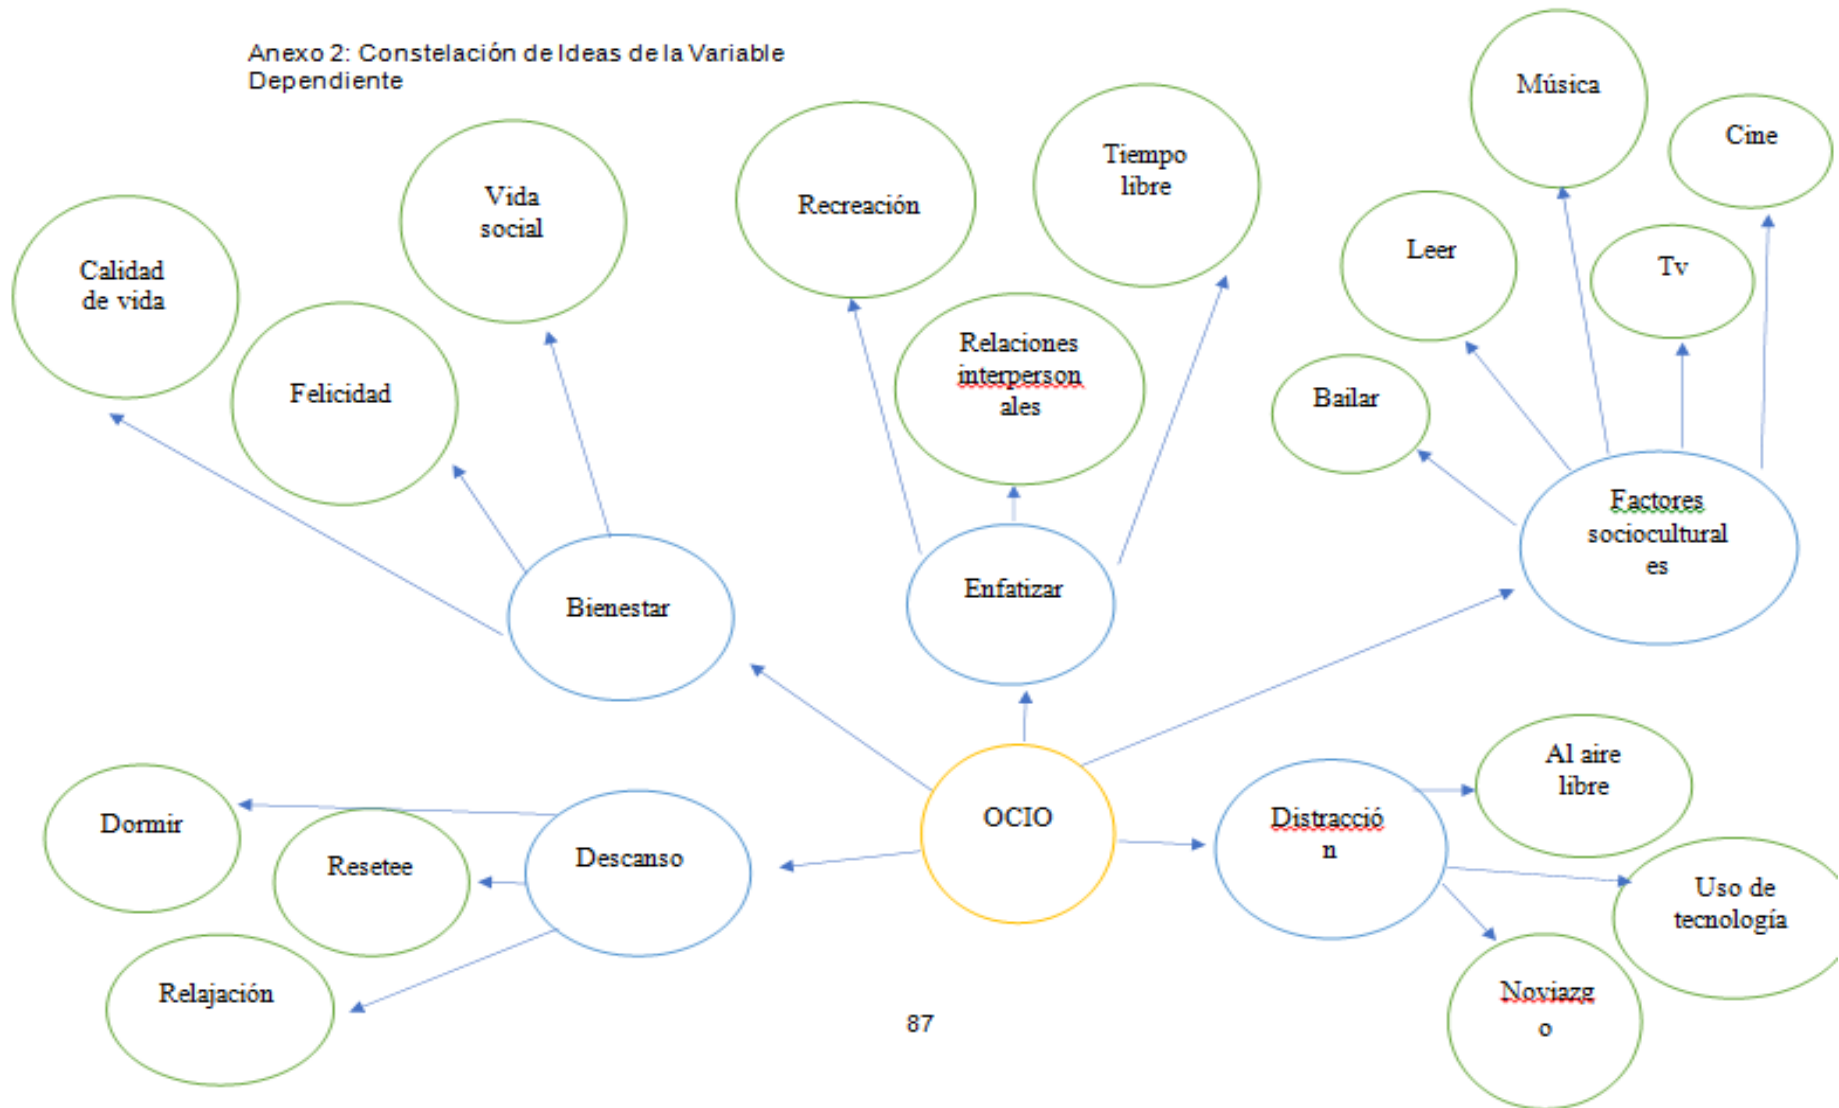 Anexo 2: Constelación de Ideas de la Variable
Dependiente
Música
Cine
Tiempo
libre
Vida
social
Recreación
Leer
Tv
Calidad
de vida
Felicidad
Relaciones
interperson
ales
Bailar
Factores
sociocultural
es
Bienestar
Enfatizar
Al aire
libre
Dormir
Resetee
Descanso
OCIO
Distracció
n
Uso de
tecnología
Relajación
Noviazg
o
87